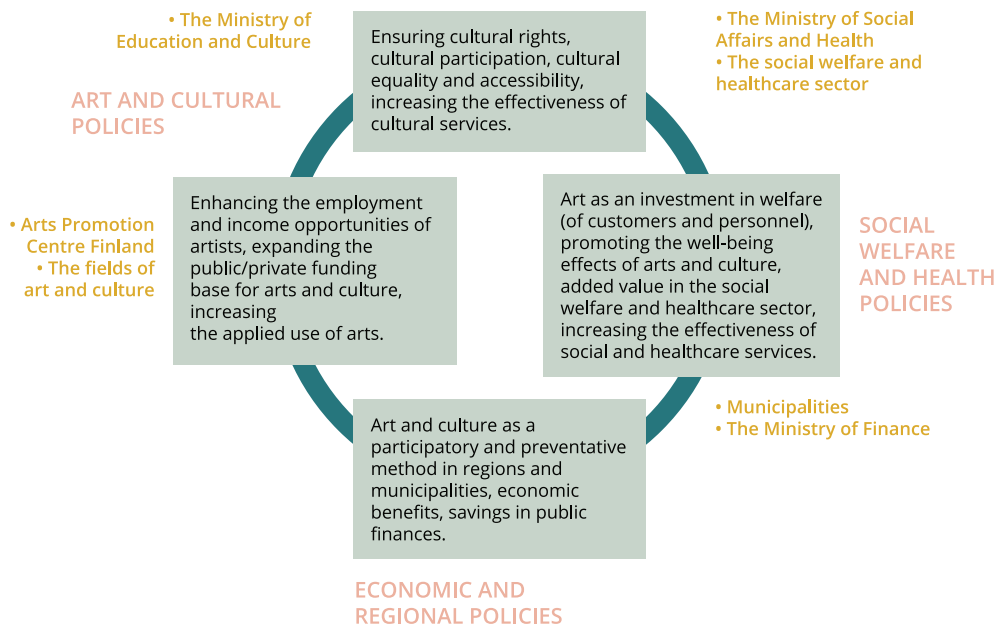 • The Ministry of
Education and Culture
Ensuring cultural rights,
cultural participation, cultural
equality and accessibility,
increasing the effectiveness of
cultural services.
• The Ministry of Social
Affairs and Health
• The social welfare and
healthcare sector
ART AND CULTURAL
POLICIES
• Arts Promotion
Centre Finland
• The fields of
art and culture
Enhancing the employment
and income opportunities of
artists, expanding the
public/private funding
base for arts and culture,
increasing
the applied use of arts.
Art as an investment in welfare
(of customers and personnel),
promoting the well-being
effects of arts and culture,
added value in the social
welfare and healthcare sector,
increasing the effectiveness of
social and healthcare services.
SOCIAL
WELFARE
AND HEALTH
POLICIES
Art and culture as a
participatory and preventative
method in regions and
municipalities, economic
benefits, savings in public
finances.
• Municipalities
• The Ministry of Finance
ECONOMIC AND
REGIONAL POLICIES